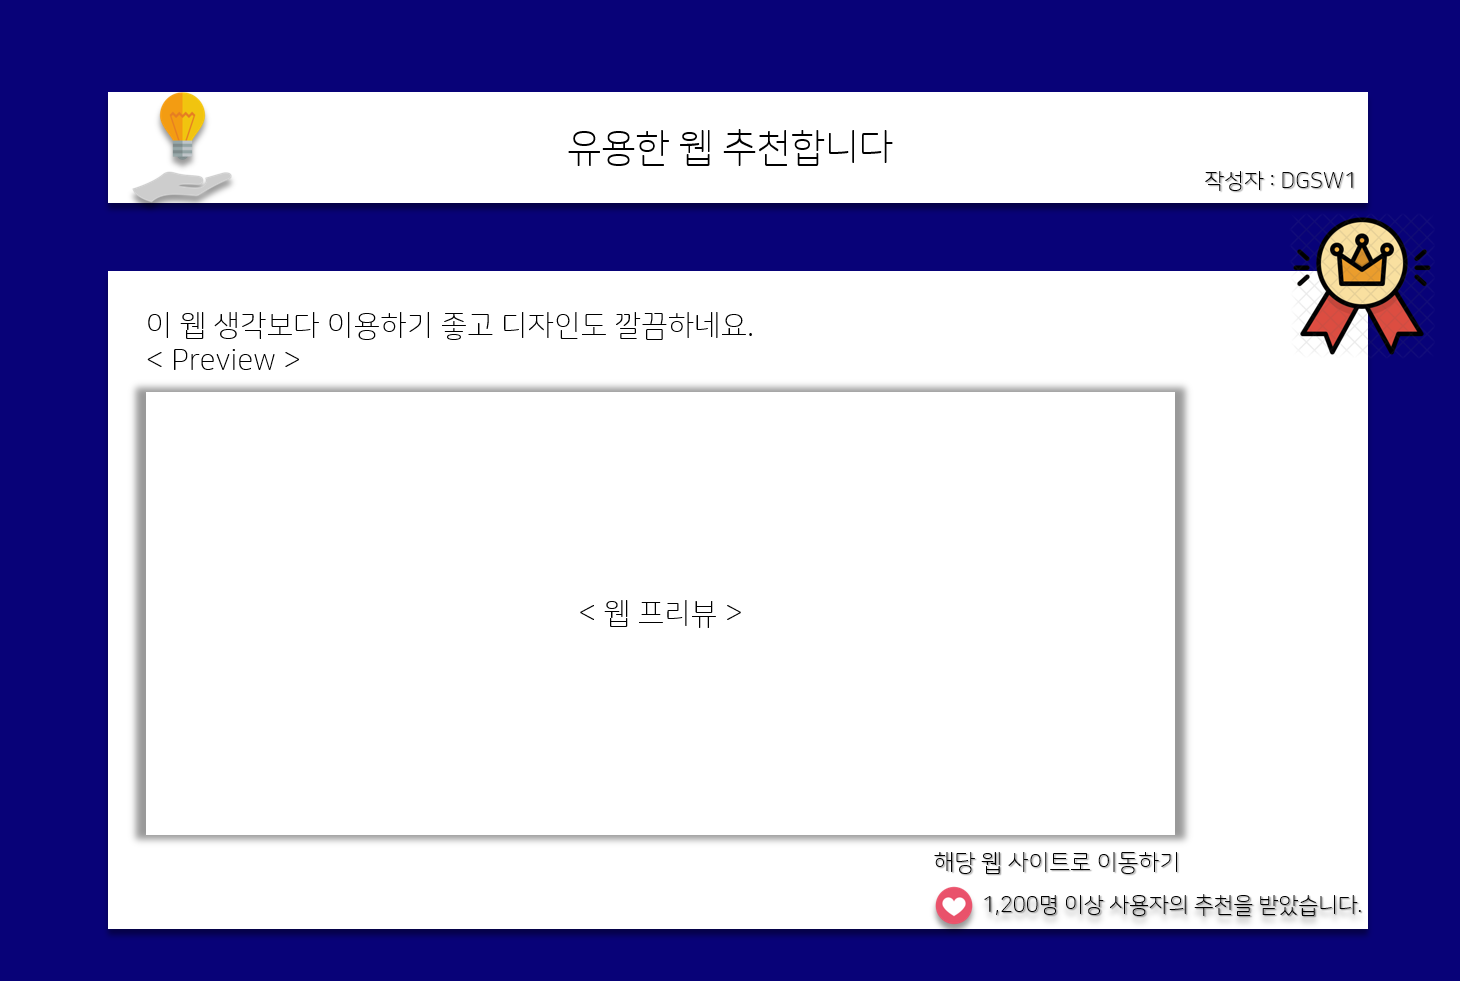 유용한 웹 추천합니다
작성자 : DGSW1
이 웹 생각보다 이용하기 좋고 디자인도 깔끔하네요.
< Preview >
< 웹 프리뷰 >
해당 웹 사이트로 이동하기
1,200명 이상 사용자의 추천을 받았습니다.